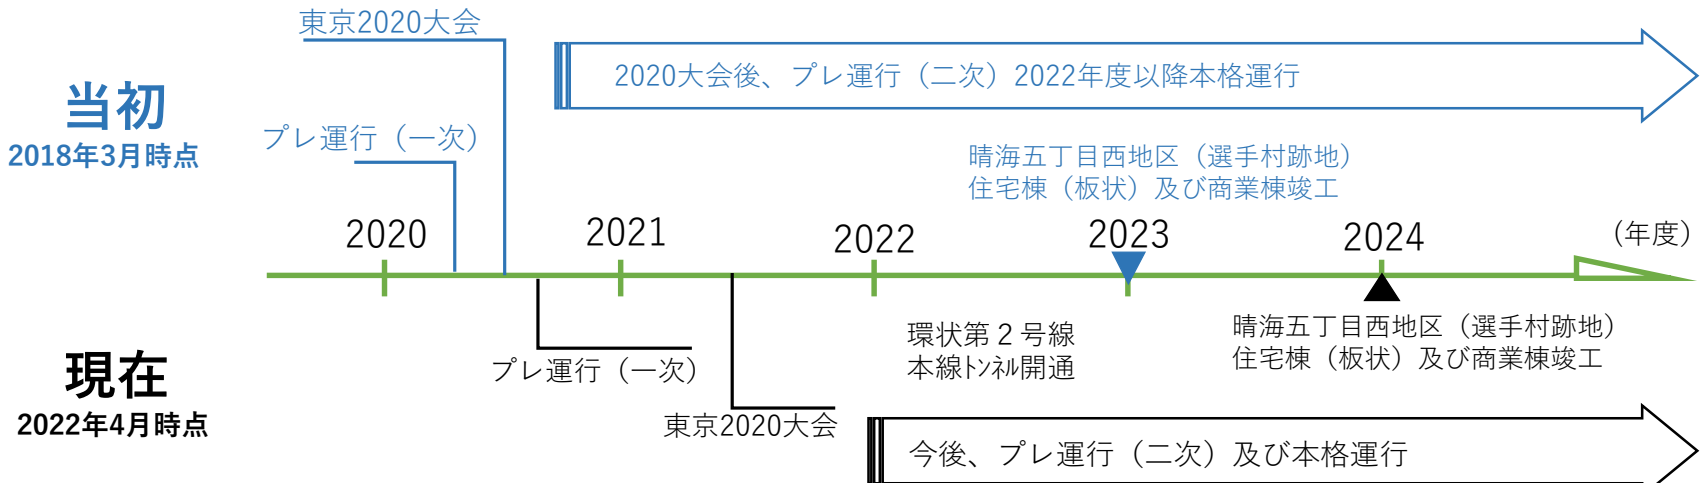 東京2020大会
2020大会後、プレ運行（二次）2022年度以降本格運行
当初
2018年3月時点
プレ運行（一次）
晴海五丁目西地区（選手村跡地）
住宅棟（板状）及び商業棟竣工
2020
2021
2022
2023
2024
（年度）
現在
2022年4月時点
プレ運行（一次）
東京2020大会
環状第２号線
本線ﾄﾝﾈﾙ開通
晴海五丁目西地区（選手村跡地）
住宅棟（板状）及び商業棟竣工
今後、プレ運行（二次）及び本格運行